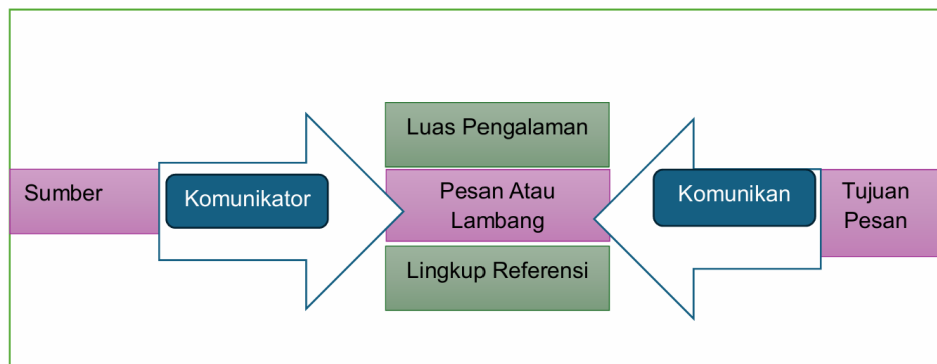 Luas Pengalaman
Sumber
Komunikator
Pesan Atau
Lambang
Komunikan
Tujuan
Pesan
Lingkup Referensi